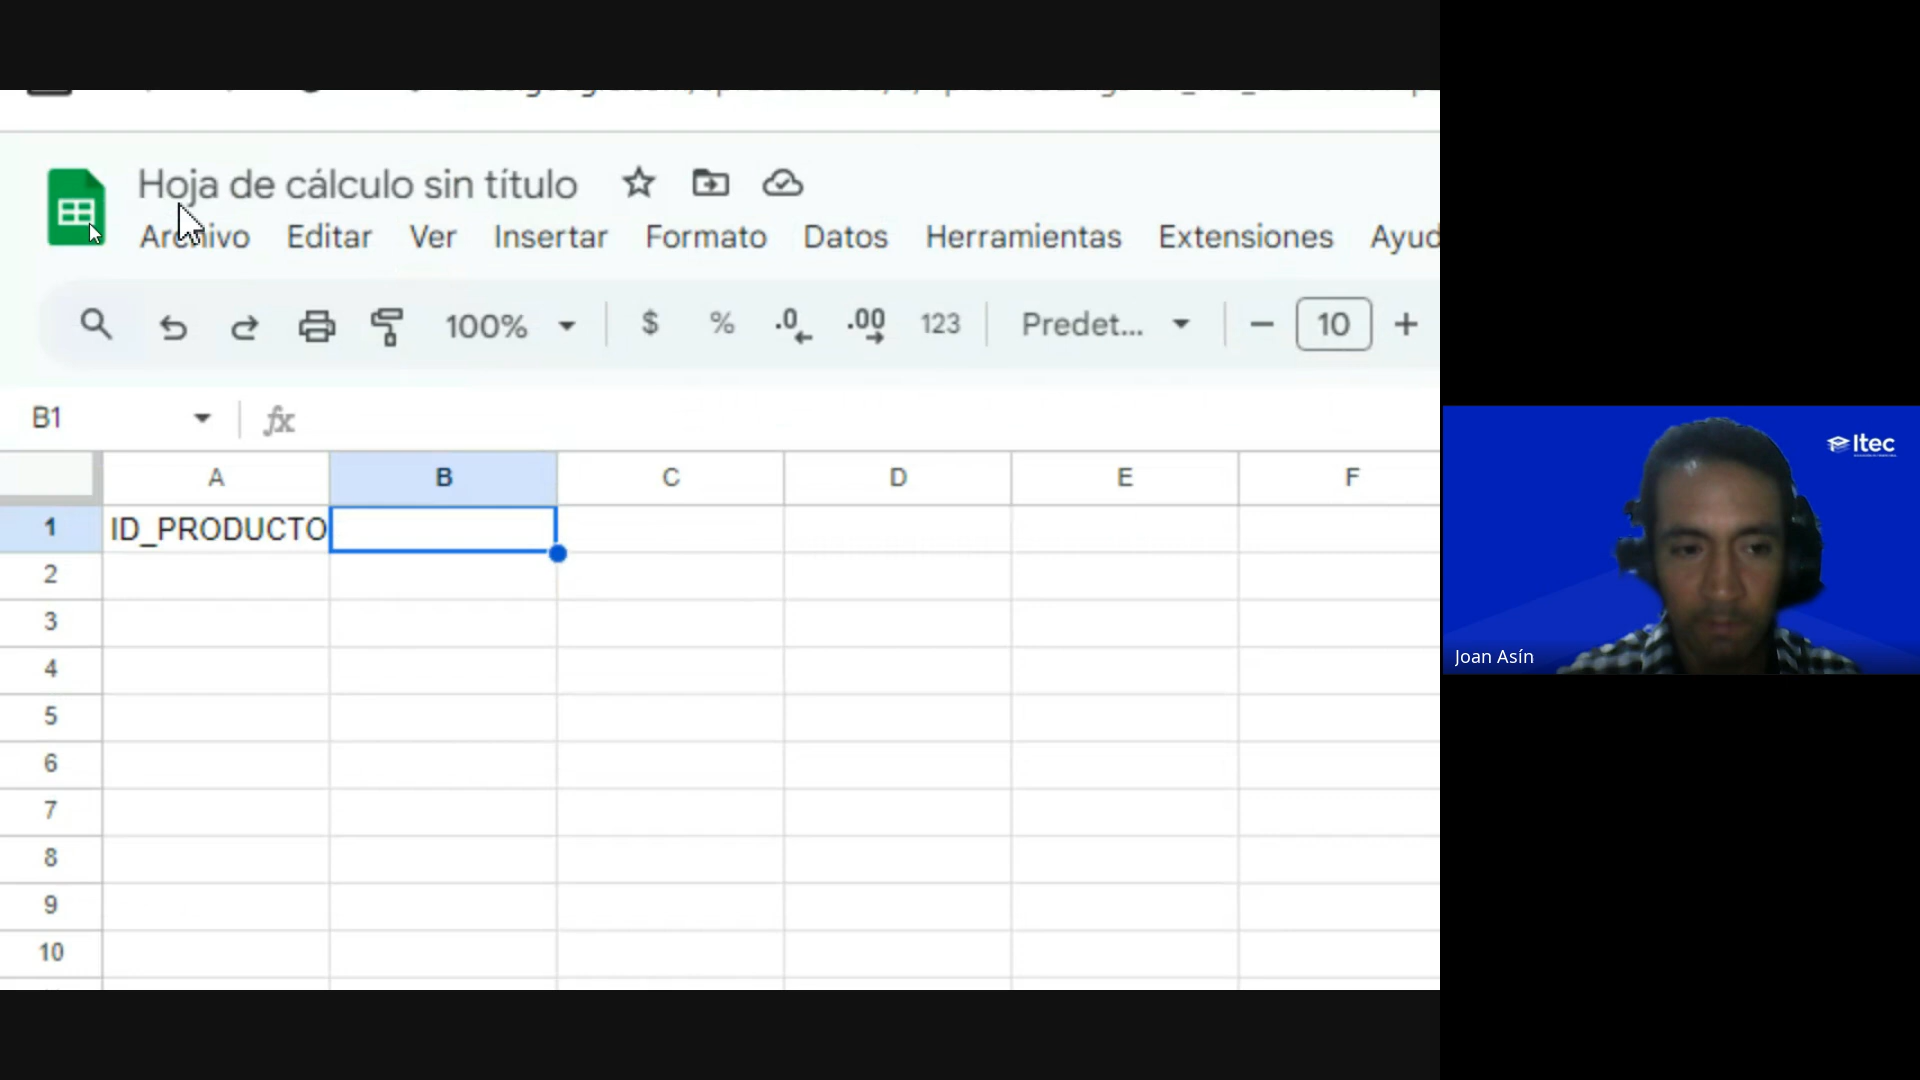 Hoja de cálculo sin título
Archivo Editar Ver Insertar Formato Datos Herramientas Extensiones Ayud
100% $ % .0 .00 123 Predet... 10
B1 fx
A B C D E F
1 ID_PRODUCTO
2
3
4
5
6
7
8
9
10
Itec
Joan Asín